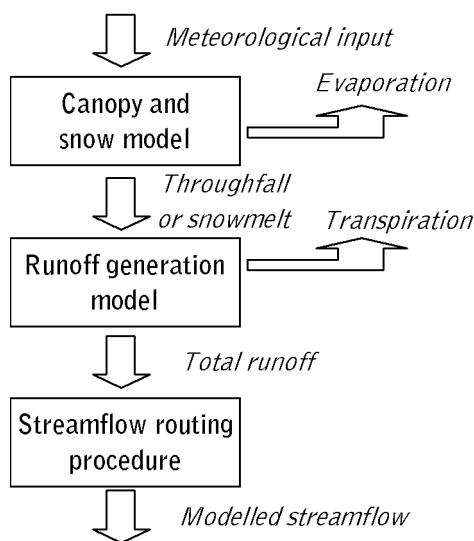 Meteorological input
Evaporation
Canopy and
snow model
Throughfall
or snowmelt
Transpiration
Runoff generation
model
Total runoff
Streamflow routing
procedure
Modelled streamflow